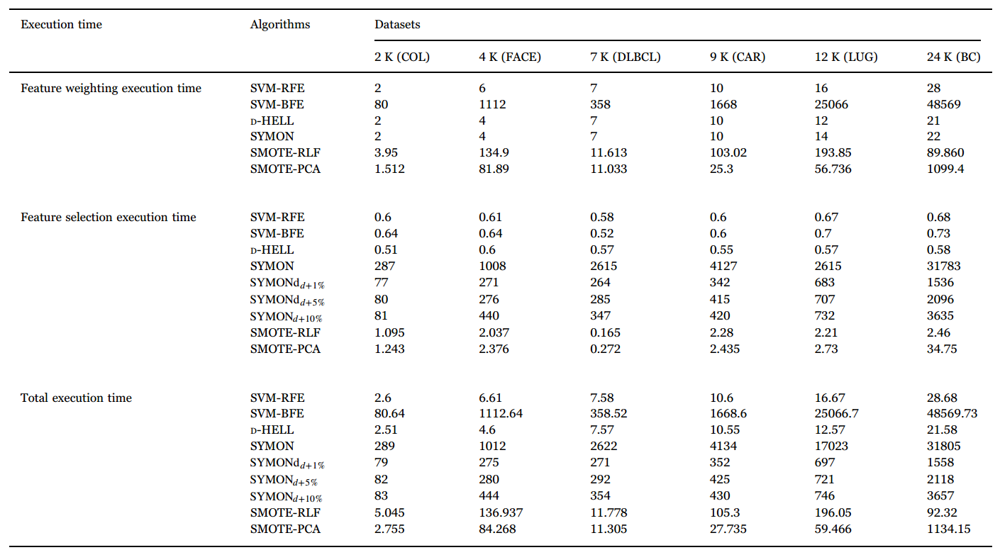 Execution time Algorithms Datasets
2 K (COL) 4 K (FACE) 7 K (DLBCL) 9 K (CAR) 12 K (LUG) 24 K (BC)
Feature weighting execution time SVM-RFE 2 6 7 10 16 28
SVM-BFE 80 1112 358 1668 25066 48569
D-HELL 2 4 7 10 12 21
SYMON 2 4 7 10 14 22
SMOTE-RLF 3.95 134.9 11.613 103.02 193.85 89.860
SMOTE-PCA 1.512 81.89 11.033 25.3 56.736 1099.4
Feature selection execution time SVM-RFE 0.6 0.61 0.58 0.6 0.67 0.68
SVM-BFE 0.64 0.64 0.52 0.6 0.7 0.73
D-HELL 0.51 0.6 0.57 0.55 0.57 0.58
SYMON 287 1008 2615 4127 2615 31783
SYMONd d+1% 77 271 264 342 683 1536
SYMONd d+5% 80 276 285 415 707 2096
SYMON d+10% 81 440 347 420 732 3635
SMOTE-RLF 1.095 2.037 0.165 2.28 2.21 2.46
SMOTE-PCA 1.243 2.376 0.272 2.435 2.73 34.75
Total execution time SVM-RFE 2.6 6.61 7.58 10.6 16.67 28.68
SVM-BFE 80.64 1112.64 358.52 1668.6 25066.7 48569.73
D-HELL 2.51 4.6 7.57 10.55 12.57 21.58
SYMON 289 1012 2622 4134 17023 31805
SYMONd d+1% 79 275 271 352 697 1558
SYMON d+5% 82 280 292 425 721 2118
SYMON d+10% 83 444 354 430 746 3657
SMOTE-RLF 5.045 136.937 11.778 105.3 196.05 92.32
SMOTE-PCA 2.755 84.268 11.305 27.735 59.466 1134.15